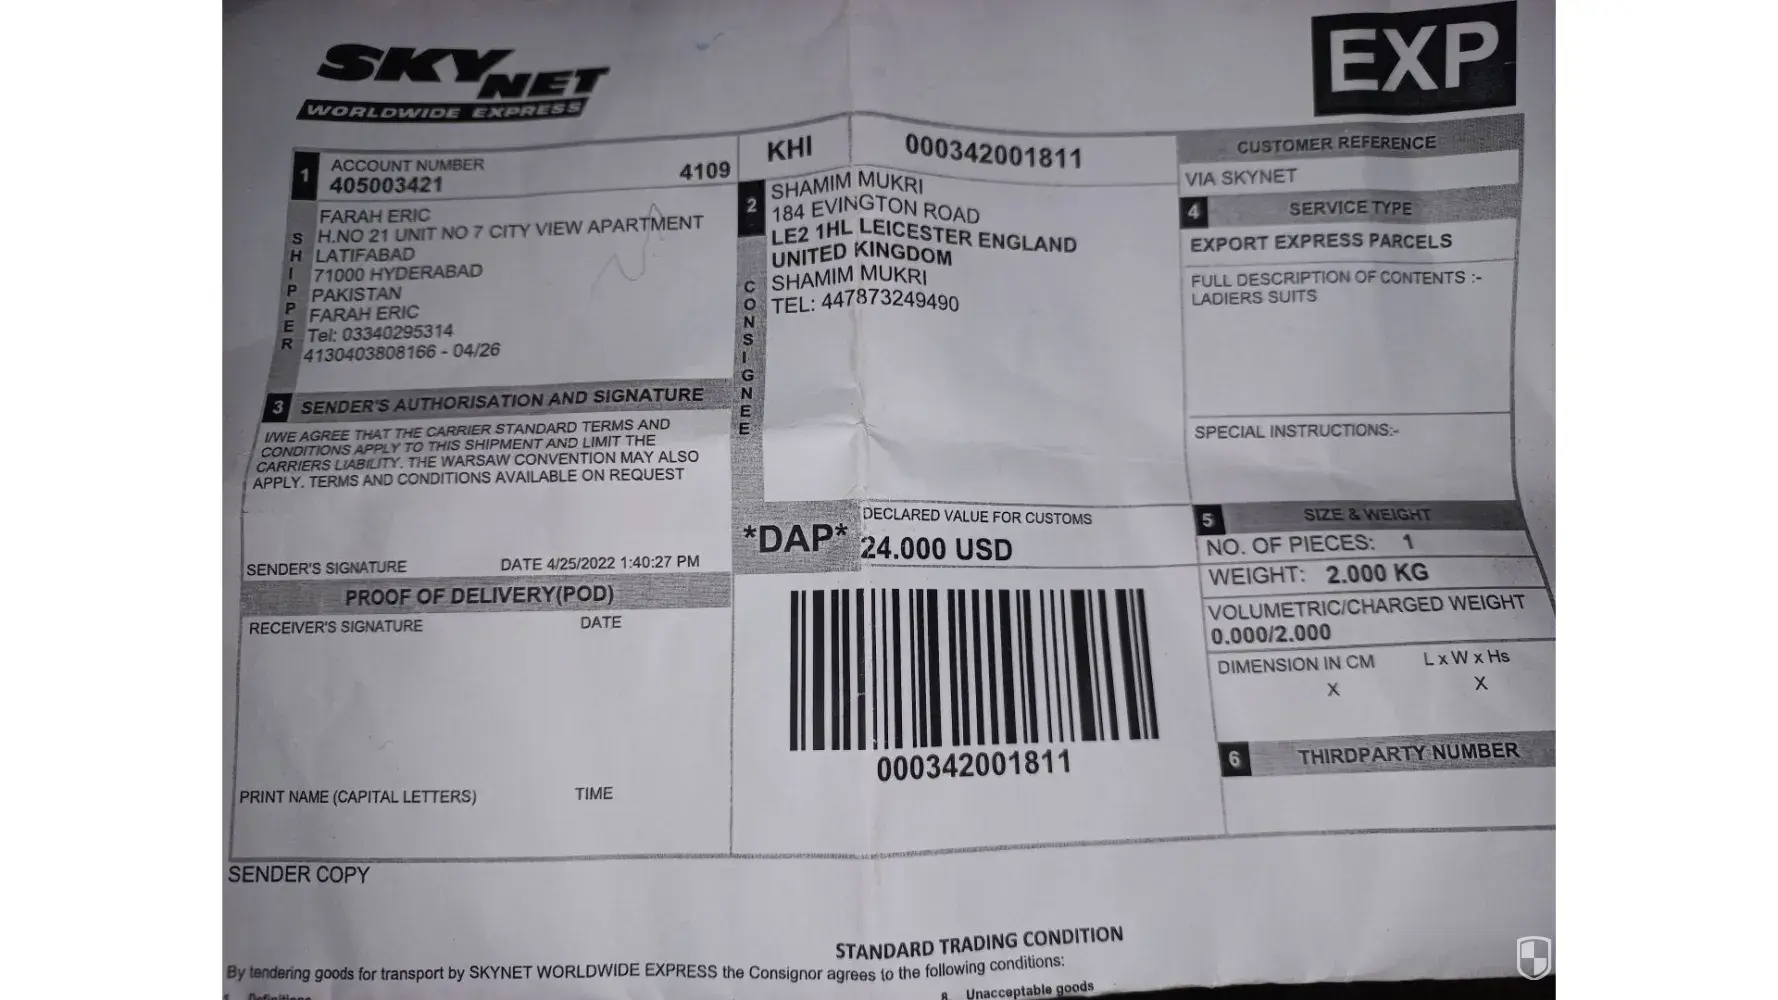 SKYNET
WORLDWIDE EXPRESS
EXP
1
ACCOUNT NUMBER
405003421
4109
SHIPPER
FARAH ERIC
H.NO 21 UNIT NO 7 CITY VIEW APARTMENT
LATIFABAD
71000 HYDERABAD
PAKISTAN
FARAH ERIC
Tel: 03340295314
4130403808166 - 04/26
3 SENDER'S AUTHORISATION AND SIGNATURE
I/WE AGREE THAT THE CARRIER STANDARD TERMS AND
CONDITIONS APPLY TO THIS SHIPMENT AND LIMIT THE
CARRIERS LIABILITY. THE WARSAW CONVENTION MAY ALSO
APPLY. TERMS AND CONDITIONS AVAILABLE ON REQUEST
SENDER'S SIGNATURE DATE 4/25/2022 1:40:27 PM
PROOF OF DELIVERY(POD)
RECEIVER'S SIGNATURE DATE
PRINT NAME (CAPITAL LETTERS) TIME
SENDER COPY
KHI 000342001811
2
CONSIGNEE
SHAMIM MUKRI
184 EVINGTON ROAD
LE2 1HL LEICESTER ENGLAND
UNITED KINGDOM
SHAMIM MUKRI
TEL: 447873249490
*DAP*
DECLARED VALUE FOR CUSTOMS
24.000 USD
000342001811
CUSTOMER REFERENCE
VIA SKYNET
4 SERVICE TYPE
EXPORT EXPRESS PARCELS
FULL DESCRIPTION OF CONTENTS :-
LADIERS SUITS
SPECIAL INSTRUCTIONS:-
5 SIZE & WEIGHT
NO. OF PIECES: 1
WEIGHT: 2.000 KG
VOLUMETRIC/CHARGED WEIGHT
0.000/2.000
DIMENSION IN CM L x W x Hs
X X
6 THIRDPARTY NUMBER
STANDARD TRADING CONDITION
By tendering goods for transport by SKYNET WORLDWIDE EXPRESS the Consignor agrees to the following conditions:
1 Definitions
8 Unacceptable goods